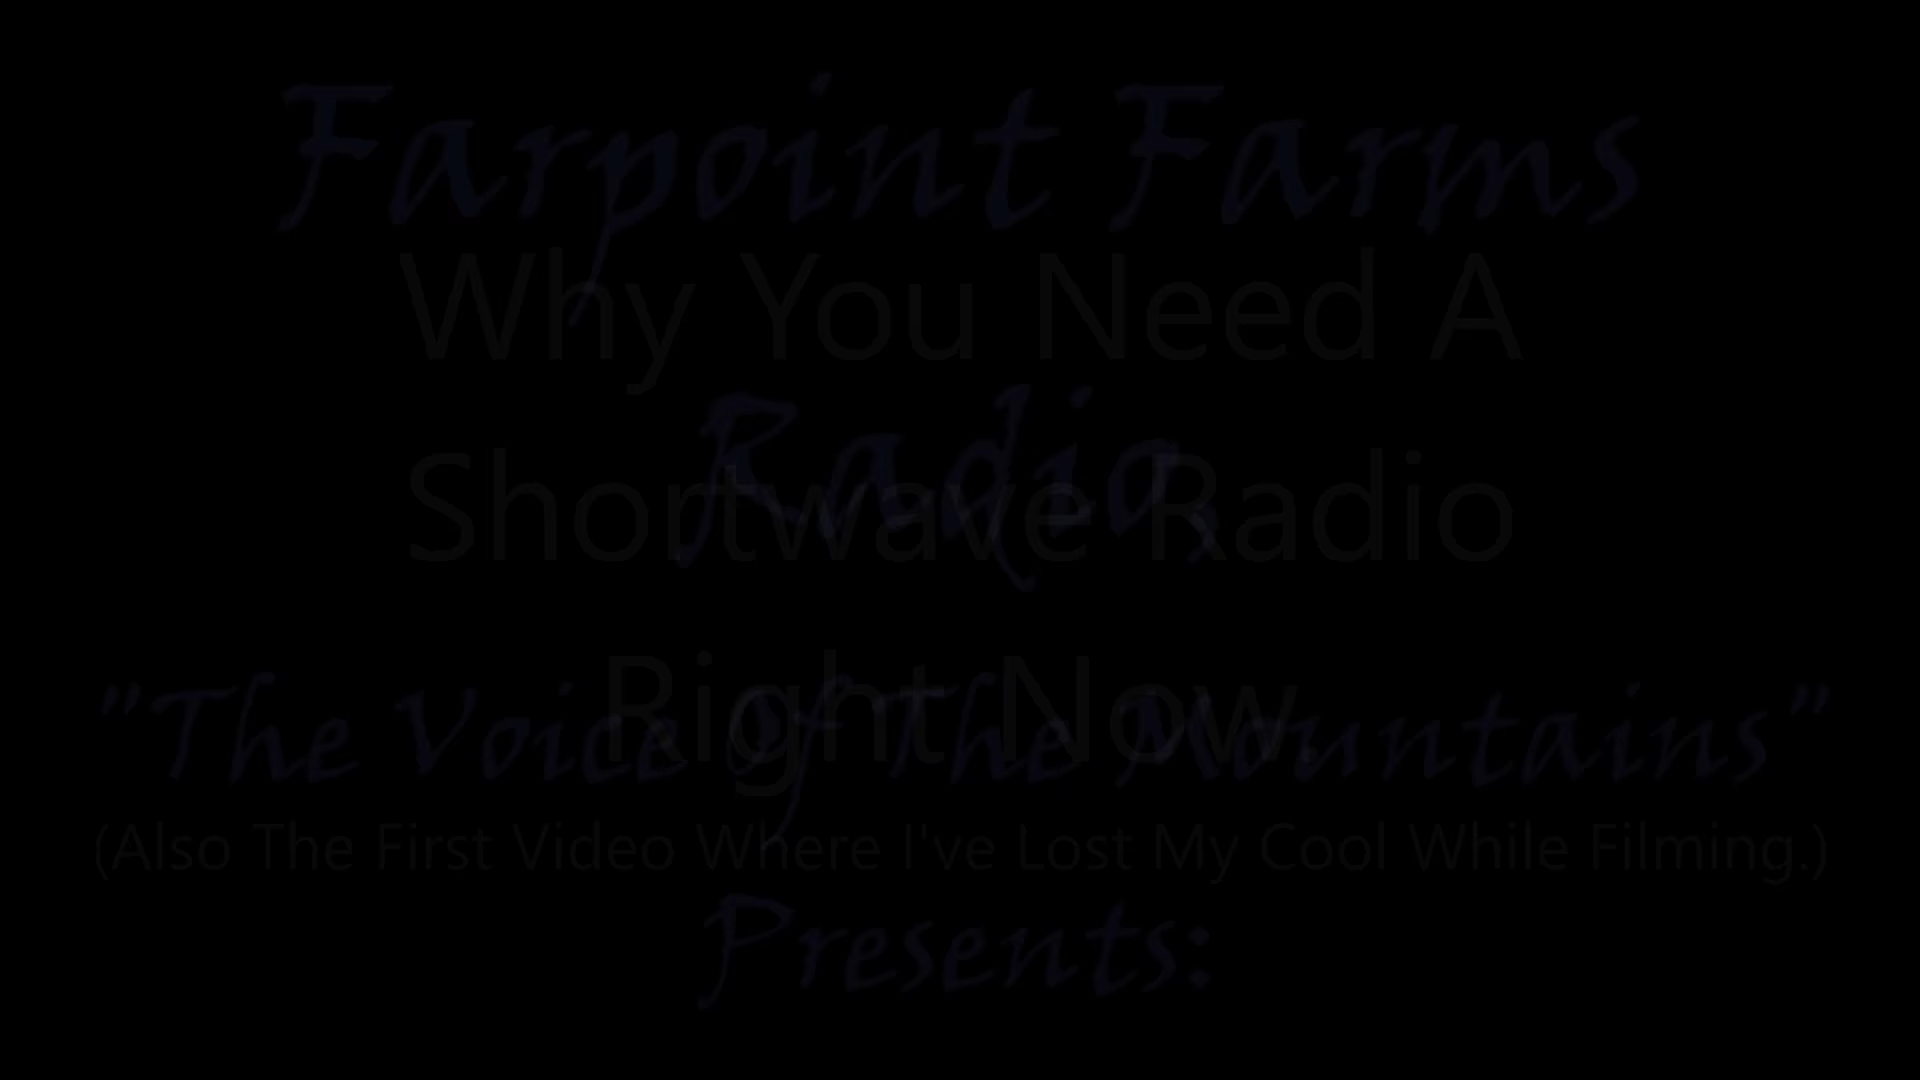 Farpoint Farms
Radio,
"The Voice Of The Mountains"
Presents:
Why You Need A
Shortwave Radio
Right Now.
(Also The First Video Where I've Lost My Cool While Filming.)